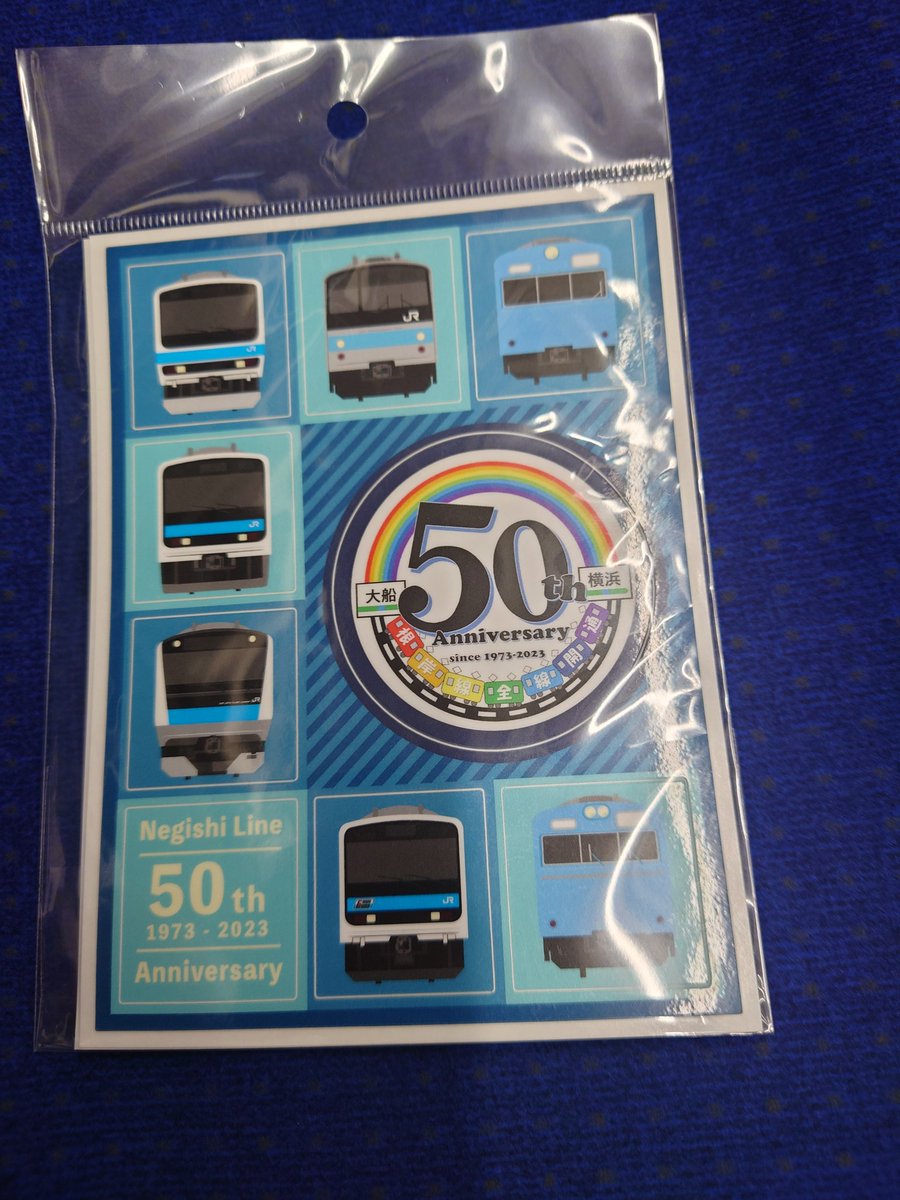 JR
JR
JR
JR
50th
大船
横浜
Anniversary
since 1973-2023
根岸線全線開通
Negishi Line
50th
1973 - 2023
Anniversary
JR